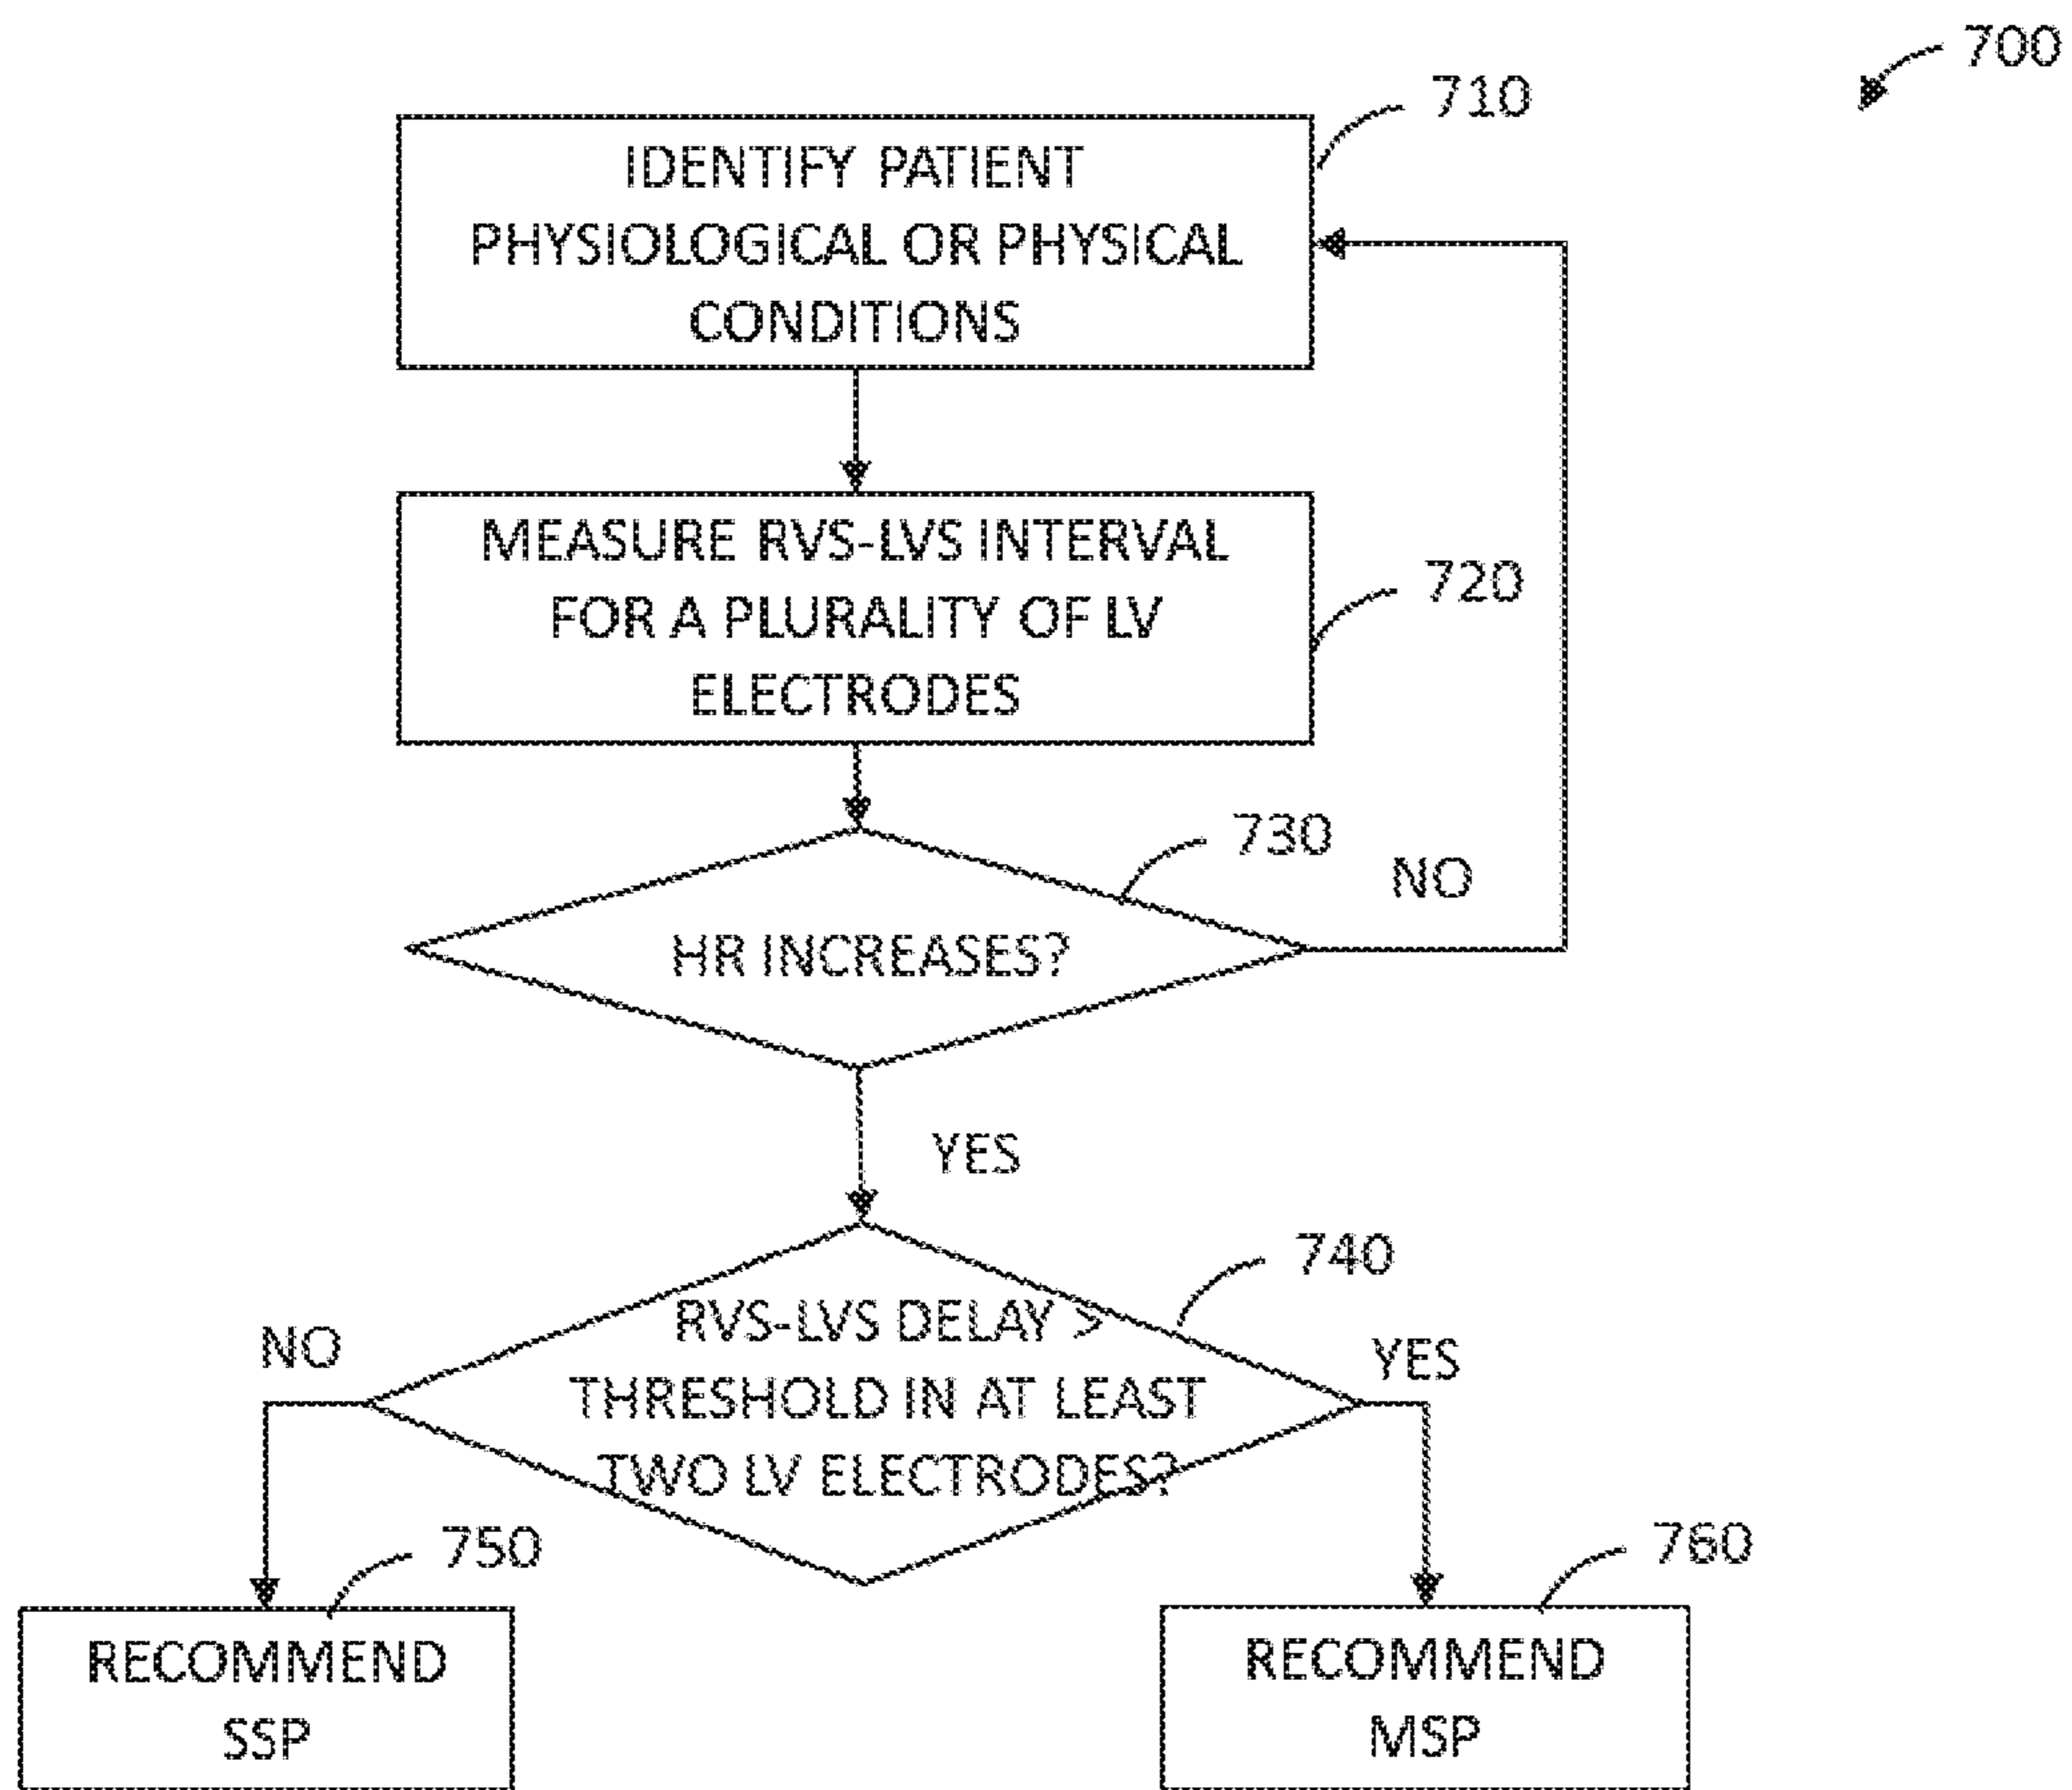 700
710
IDENTIFY PATIENT
PHYSIOLOGICAL OR PHYSICAL
CONDITIONS
MEASURE RVS-LVS INTERVAL
FOR A PLURALITY OF LV
ELECTRODES
720
730
NO
HR INCREASES?
YES
740
RVS-LVS DELAY >
THRESHOLD IN AT LEAST
TWO LV ELECTRODES?
NO
YES
750
760
RECOMMEND
SSP
RECOMMEND
MSP